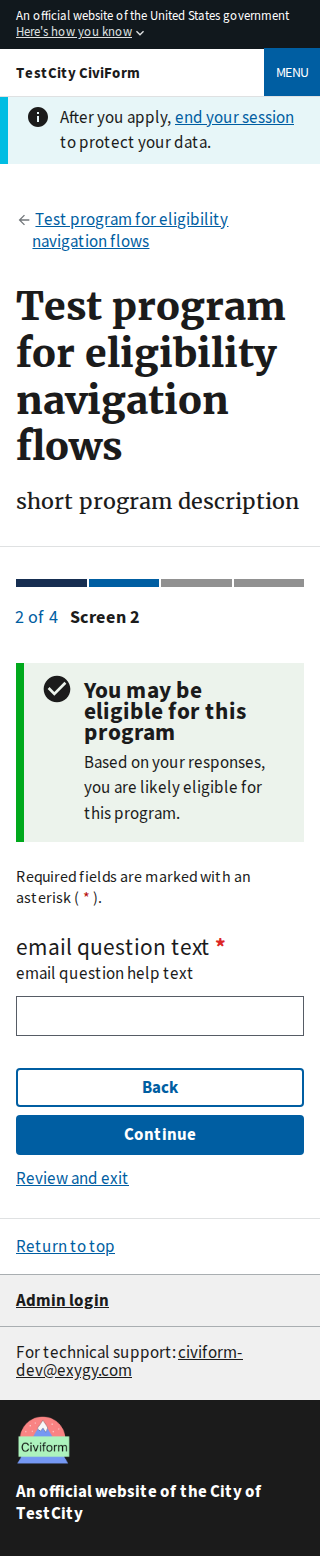 An official website of the United States government
Here's how you know
TestCity CiviForm
MENU
After you apply, end your session
to protect your data.
Test program for eligibility
navigation flows
Test program
for eligibility
navigation
flows
short program description
2 of 4 Screen 2
You may be
eligible for this
program
Based on your responses,
you are likely eligible for
this program.
Required fields are marked with an
asterisk ( * ).
email question text *
email question help text
Back
Continue
Review and exit
Return to top
Admin login
For technical support: civiform-
dev@exygy.com
Civiform
An official website of the City of
TestCity